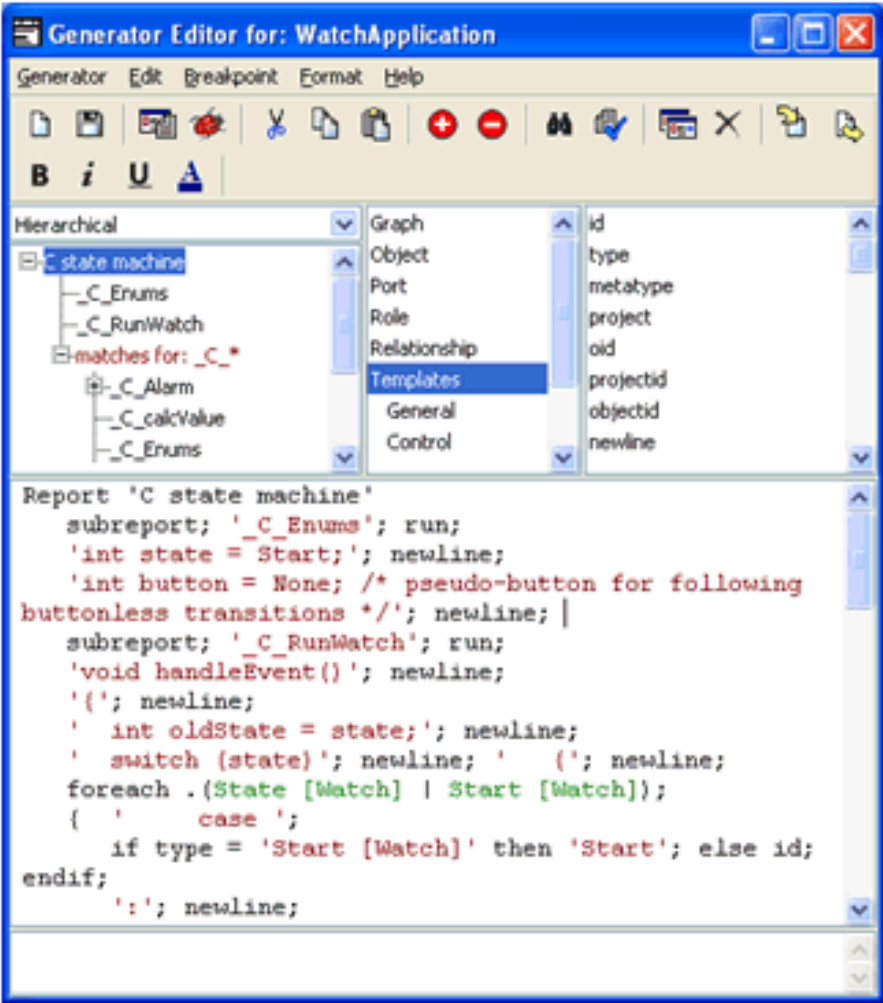 Generator Editor for: WatchApplication
Generator Edit Breakpoint Format Help
B i U A
Hierarchical
C state machine
_C_Enums
_C_RunWatch
matches for: _C_*
_C_Alarm
_C_calcValue
_C_Enums
Graph
Object
Port
Role
Relationship
Templates
General
Control
id
type
metatype
project
oid
projectid
objectid
newline
Report 'C state machine'
subreport; '_C_Enums'; run;
'int state = Start;'; newline;
'int button = None; /* pseudo-button for following
buttonless transitions */'; newline;
subreport; '_C_RunWatch'; run;
'void handleEvent()'; newline;
'{'; newline;
'  int oldState = state;'; newline;
'  switch (state)'; newline; '   {'; newline;
foreach .(State [Watch] | Start [Watch]);
{  '     case ';
if type = 'Start [Watch]' then 'Start'; else id;
endif;
':'; newline;